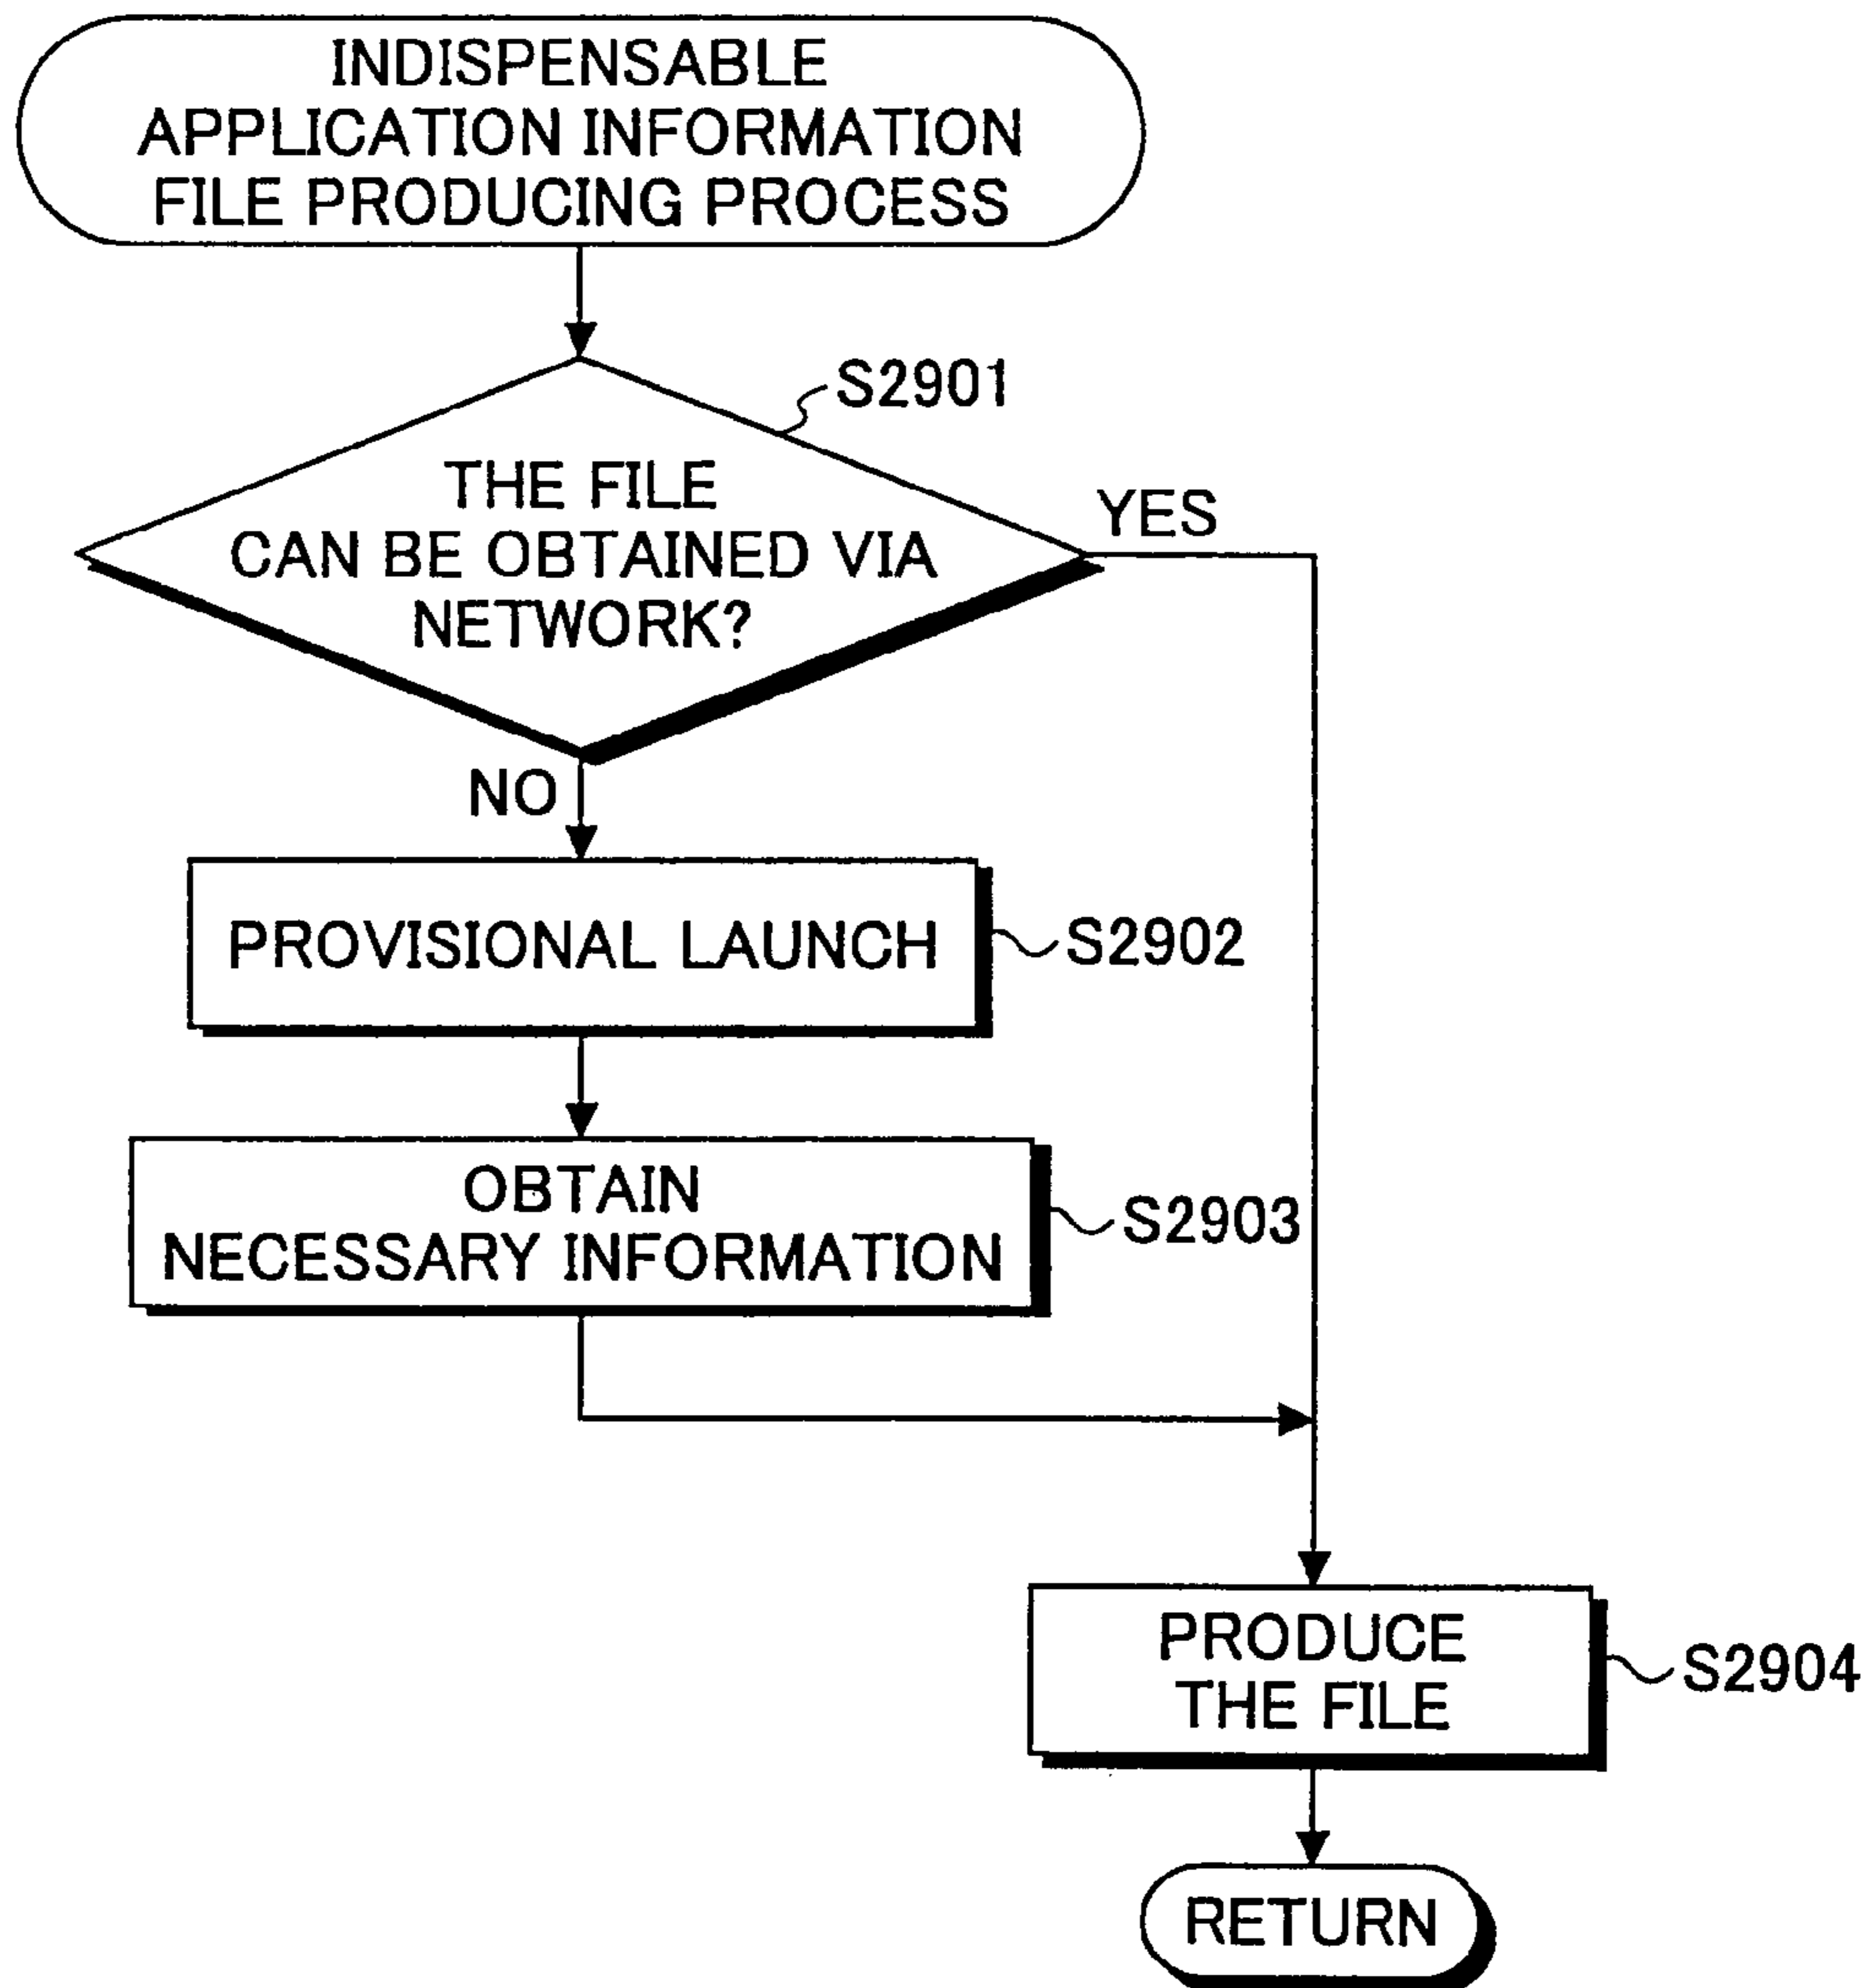 INDISPENSABLE
APPLICATION INFORMATION
FILE PRODUCING PROCESS
S2901
THE FILE
CAN BE OBTAINED VIA
NETWORK?
YES
NO
PROVISIONAL LAUNCH
S2902
OBTAIN
NECESSARY INFORMATION
S2903
PRODUCE
THE FILE
S2904
RETURN